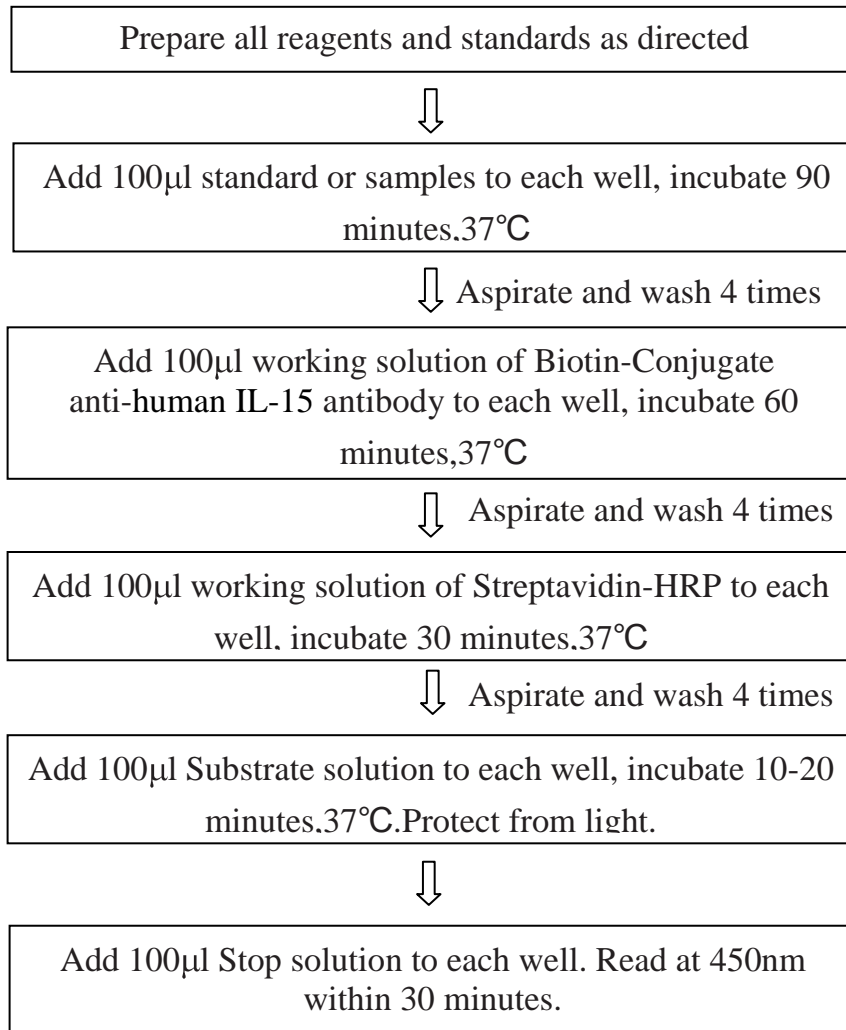 Prepare all reagents and standards as directed
Add 100μl standard or samples to each well, incubate 90
minutes,37℃
Aspirate and wash 4 times
Add 100μl working solution of Biotin-Conjugate
anti-human IL-15 antibody to each well, incubate 60
minutes,37℃
Aspirate and wash 4 times
Add 100μl working solution of Streptavidin-HRP to each
well, incubate 30 minutes,37℃
Aspirate and wash 4 times
Add 100μl Substrate solution to each well, incubate 10-20
minutes,37℃.Protect from light.
Add 100μl Stop solution to each well. Read at 450nm
within 30 minutes.